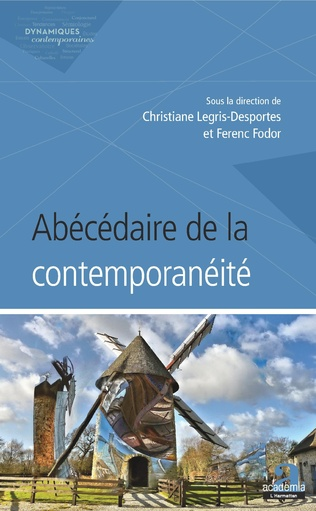 DYNAMIQUES
contemporaines
Sous la direction de
Christiane Legris-Desportes
et Ferenc Fodor
Abécédaire de la
contemporanéité
academia
L'Harmattan